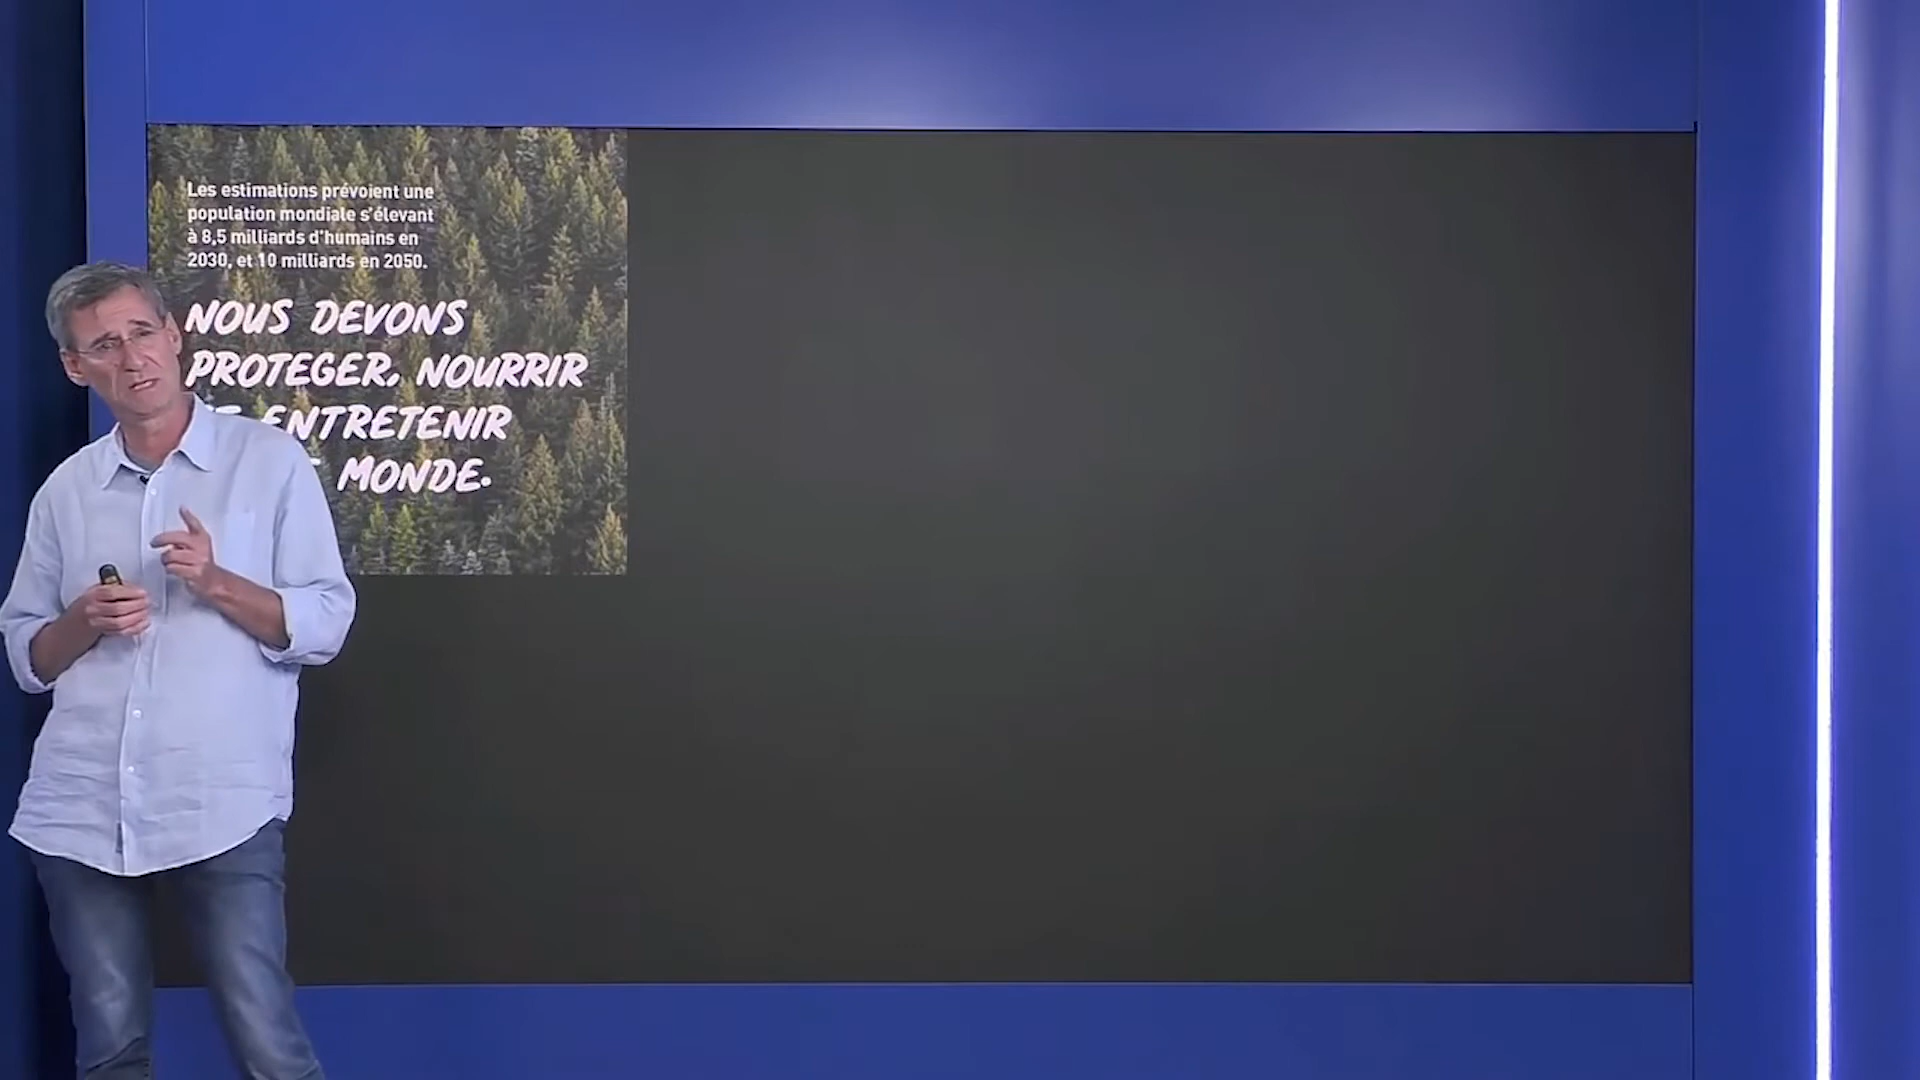 Les estimations prévoient une
population mondiale s'élevant
à 8,5 milliards d'humains en
2030, et 10 milliards en 2050.
NOUS DEVONS
PROTEGER, NOURRIR
ENTRETENIR
MONDE.